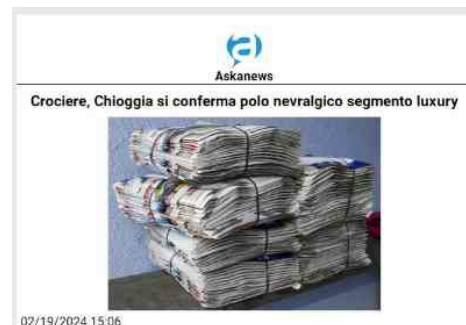 Askanews
Crociere, Chioggia si conferma polo nevralgico segmento luxury
02/19/2024 15:06